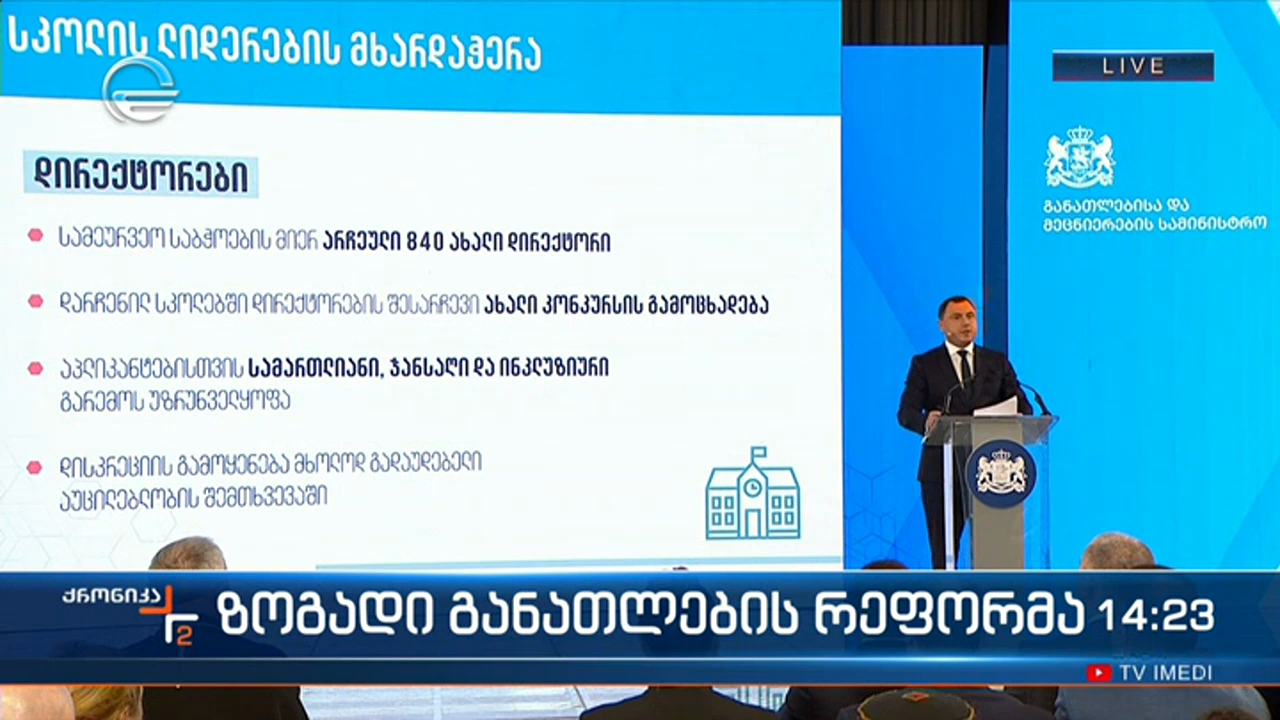 სკოლის ლიდერების მხარდაჭერა
LIVE
დირექტორები
სამეურვეო საბჭოების მიერ არჩეული 840 ახალი დირექტორი
დარჩენილ სკოლებში დირექტორების შესარჩევი ახალი კონკურსის გამოცხადება
აპლიკანტებისთვის სამართლიანი, ჯანსაღი და ინკლუზიური
გარემოს უზრუნველყოფა
დისკრეციის გამოყენება მხოლოდ გადაუდებელი
აუცილებლობის შემთხვევაში
განათლებისა და
მეცნიერების სამინისტრო
ქრონიკა
2
ზოგადი განათლების რეფორმა 14:23
TV IMEDI